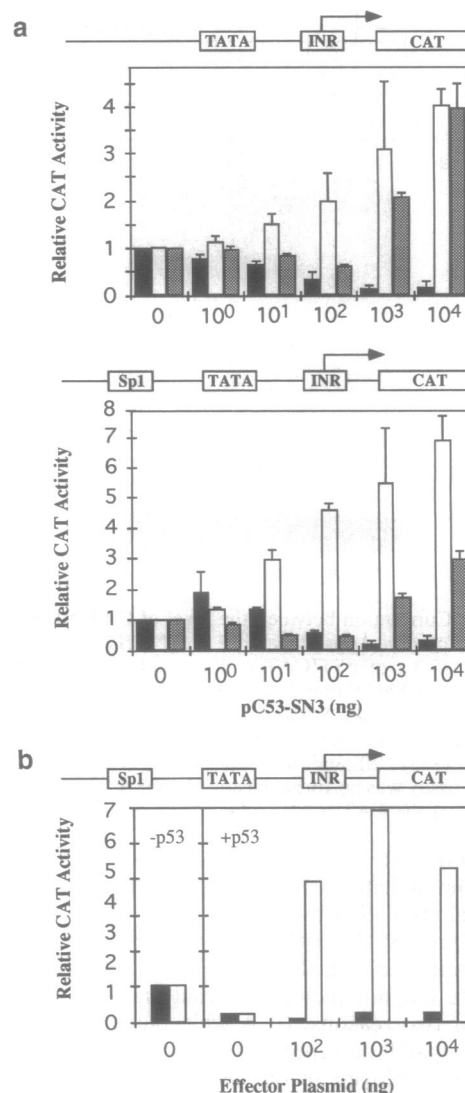 a
TATA INR CAT
Relative CAT Activity
4
3
2
1
0
0 10⁰ 10¹ 10² 10³ 10⁴
Sp1 TATA INR CAT
Relative CAT Activity
8
7
6
5
4
3
2
1
0
0 10⁰ 10¹ 10² 10³ 10⁴
pC53-SN3 (ng)
b
Sp1 TATA INR CAT
Relative CAT Activity
7
6
5
4
3
2
1
0
-p53 +p53
0 0 10² 10³ 10⁴
Effector Plasmid (ng)